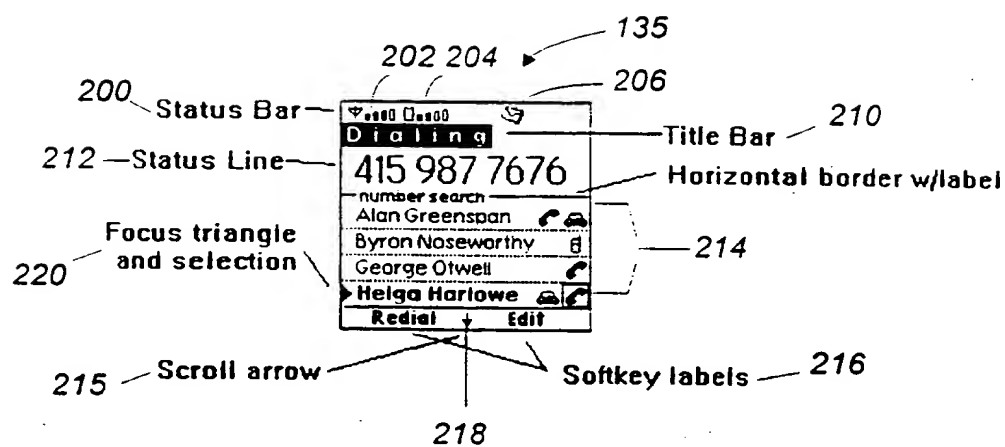 135
202 204
206
200 Status Bar
Dialing
Title Bar 210
212 Status Line
415 987 7676
Horizontal border w/label
number search
Alan Greenspan
Byron Noseworthy
214
Focus triangle
and selection
220
George Otwell
Helga Harlowe
Redial Edit
215 Scroll arrow
Softkey labels 216
218